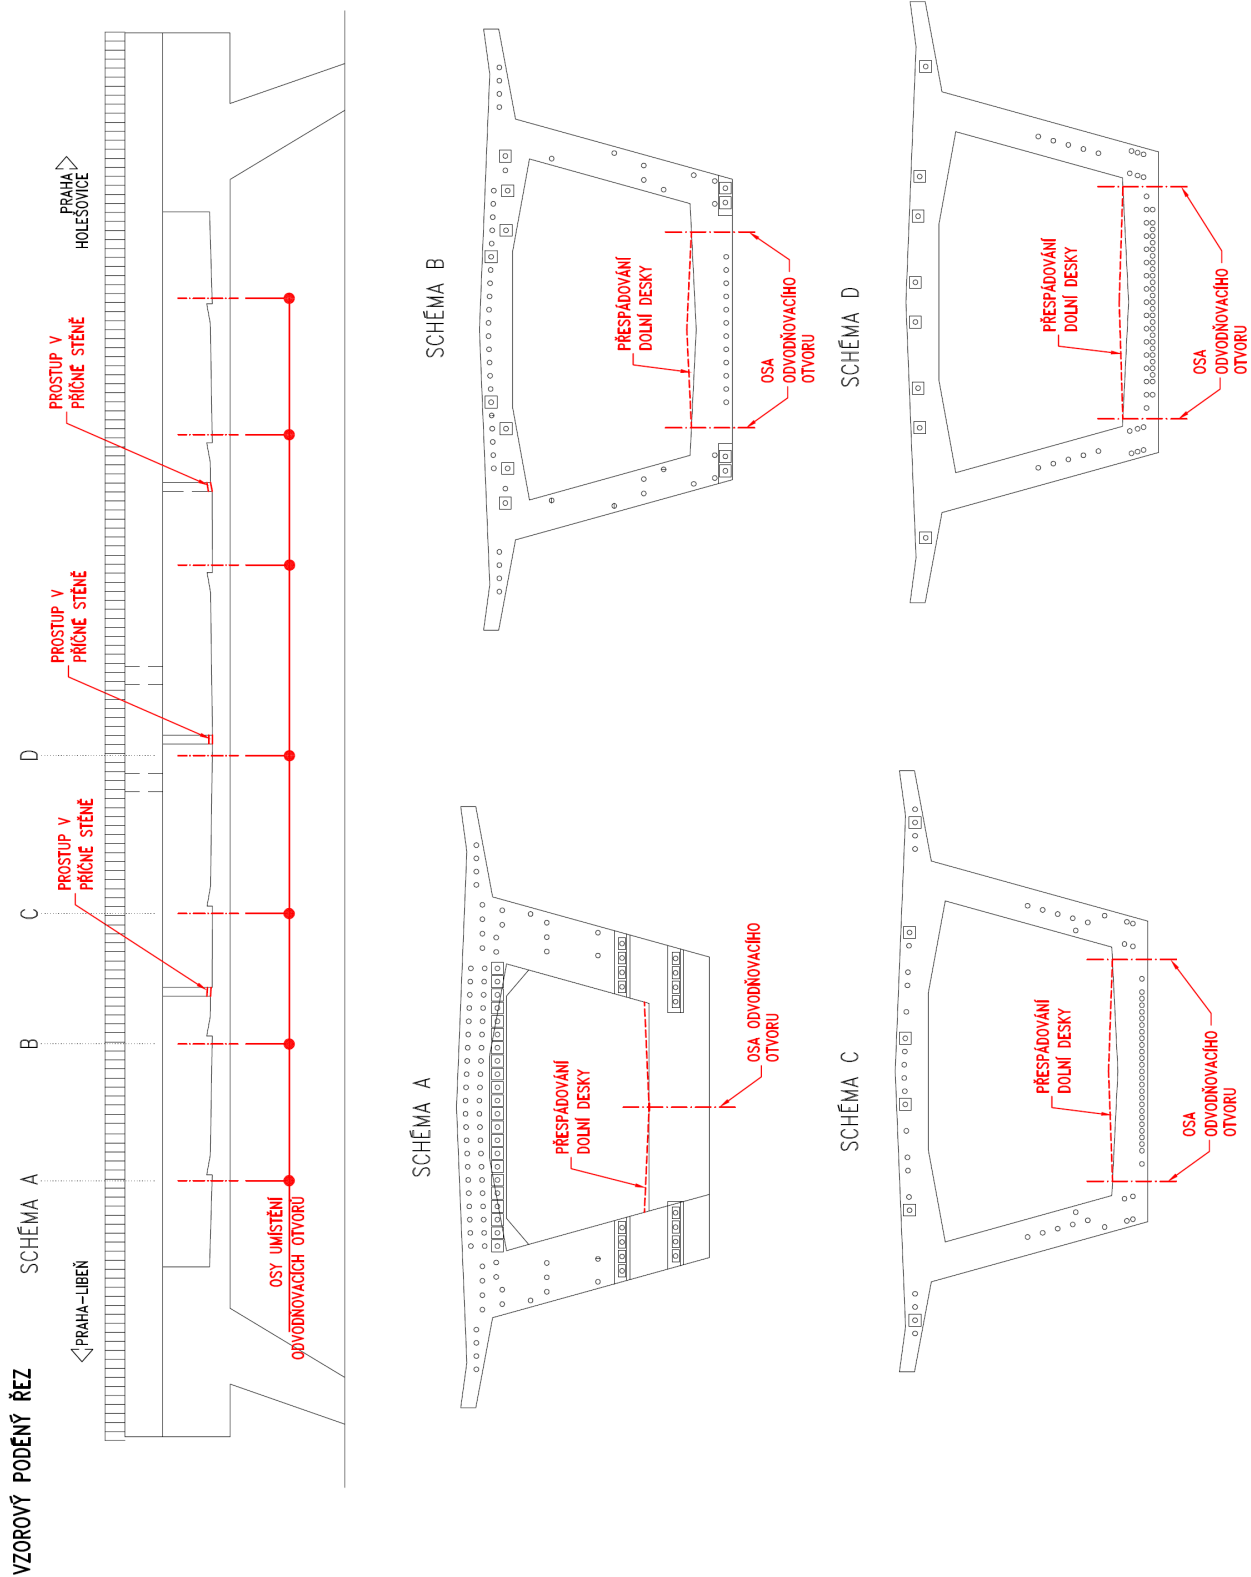 VZOROVÝ PODÉNÝ ŘEZ
PRAHA-LIBEŇ
PRAHA
HOLEŠOVICE
SCHÉMA A
B
C
D
PROSTUP V
PŘÍČNÉ STĚNĚ
PROSTUP V
PŘÍČNÉ STĚNĚ
PROSTUP V
PŘÍČNÉ STĚNĚ
OSY UMÍSTĚNÍ
ODVODŇOVACÍCH OTVORŮ
SCHÉMA A
PŘESPÁDOVÁNÍ
DOLNÍ DESKY
OSA ODVODŇOVACÍHO
OTVORU
SCHÉMA B
PŘESPÁDOVÁNÍ
DOLNÍ DESKY
OSA
ODVODŇOVACÍHO
OTVORU
SCHÉMA C
PŘESPÁDOVÁNÍ
DOLNÍ DESKY
OSA
ODVODŇOVACÍHO
OTVORU
SCHÉMA D
PŘESPÁDOVÁNÍ
DOLNÍ DESKY
OSA
ODVODŇOVACÍHO
OTVORU